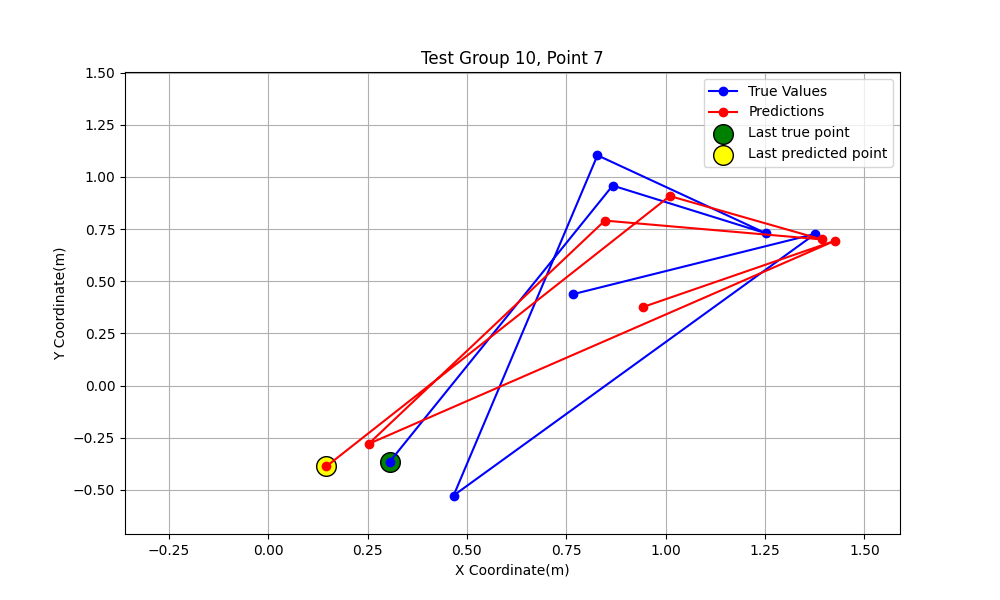 Test Group 10, Point 7
True Values
Predictions
Last true point
Last predicted point
1.50
1.25
1.00
0.75
0.50
0.25
0.00
−0.25
−0.50
Y Coordinate(m)
−0.25
0.00
0.25
0.50
0.75
1.00
1.25
1.50
X Coordinate(m)